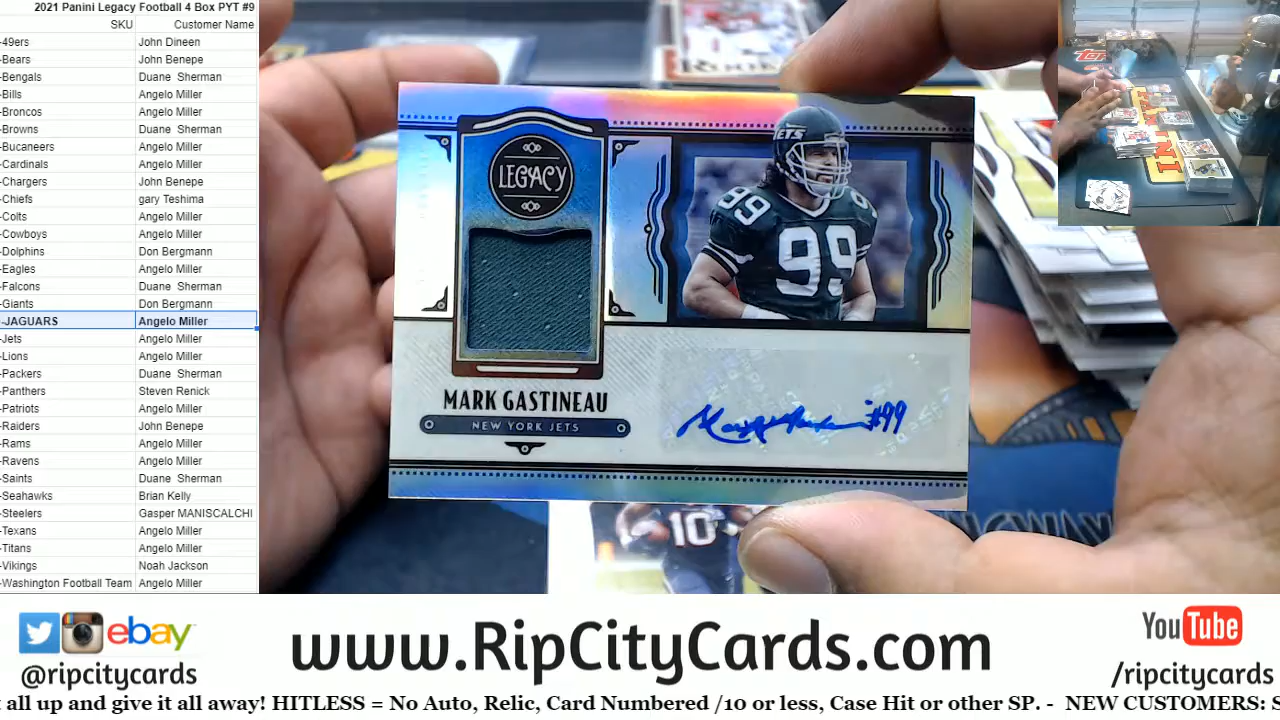 2021 Panini Legacy Football 4 Box PYT #9
SKU Customer Name
-49ers John Dineen
-Bears John Benepe
-Bengals Duane Sherman
-Bills Angelo Miller
-Broncos Angelo Miller
-Browns Duane Sherman
-Bucaneers Angelo Miller
-Cardinals Angelo Miller
-Chargers John Benepe
-Chiefs gary Teshima
-Colts Angelo Miller
-Cowboys Angelo Miller
-Dolphins Don Bergmann
-Eagles Angelo Miller
-Falcons Duane Sherman
-Giants Don Bergmann
-JAGUARS Angelo Miller
-Jets Angelo Miller
-Lions Angelo Miller
-Packers Duane Sherman
-Panthers Steven Renick
-Patriots Angelo Miller
-Raiders John Benepe
-Rams Angelo Miller
-Ravens Angelo Miller
-Saints Duane Sherman
-Seahawks Brian Kelly
-Steelers Gasper MANISCALCHI
-Texans Angelo Miller
-Titans Angelo Miller
-Vikings Noah Jackson
-Washington Football Team Angelo Miller
LEGACY
JETS
99
99
MARK GASTINEAU
NEW YORK JETS
#99
10
ebay
@ripcitycards
www.RipCityCards.com
YouTube
/ripcitycards
t all up and give it all away! HITLESS = No Auto, Relic, Card Numbered /10 or less, Case Hit or other SP. - NEW CUSTOMERS: S